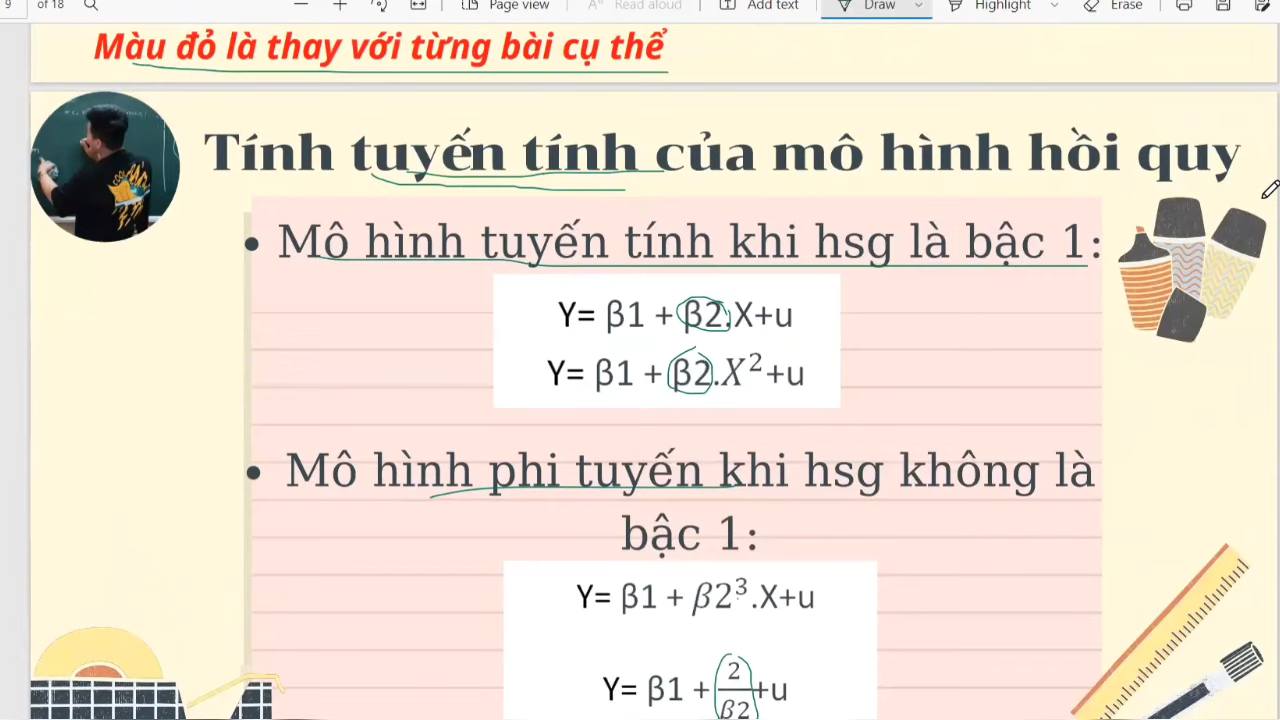 9 of 18 Page view Read aloud Add text Draw Highlight Erase
Màu đỏ là thay với từng bài cụ thể
Tính tuyến tính của mô hình hồi quy
• Mô hình tuyến tính khi hsg là bậc 1:
Y= β1 + β2.X+u
Y= β1 + β2.X²+u
• Mô hình phi tuyến khi hsg không là
bậc 1:
Y= β1 + β2³.X+u
Y= β1 + 2/β2 +u